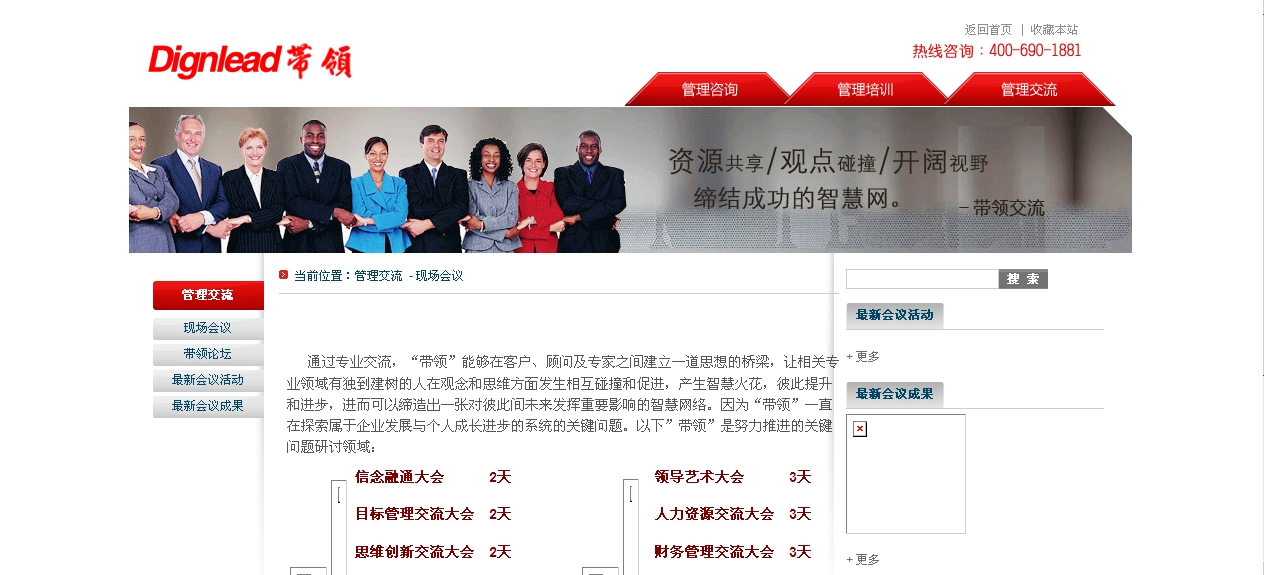 返回首页 | 收藏本站
Dignlead 带領
热线咨询：400-690-1881
管理咨询 管理培训 管理交流
资源共享/观点碰撞/开阔视野
缔结成功的智慧网。
－带领交流
管理交流
现场会议
带领论坛
最新会议活动
最新会议成果
当前位置：管理交流 - 现场会议
通过专业交流，“带领”能够在客户、顾问及专家之间建立一道思想的桥梁，让相关专
业领域有独到建树的人在观念和思维方面发生相互碰撞和促进，产生智慧火花，彼此提升
和进步，进而可以缔造出一张对彼此间未来发挥重要影响的智慧网络。因为“带领”一直
在探索属于企业发展与个人成长进步的系统的关键问题。以下”带领”是努力推进的关键
问题研讨领域：
信念融通大会 2天
目标管理交流大会 2天
思维创新交流大会 2天
领导艺术大会 3天
人力资源交流大会 3天
财务管理交流大会 3天
搜 索
最新会议活动
+ 更多
最新会议成果
+ 更多